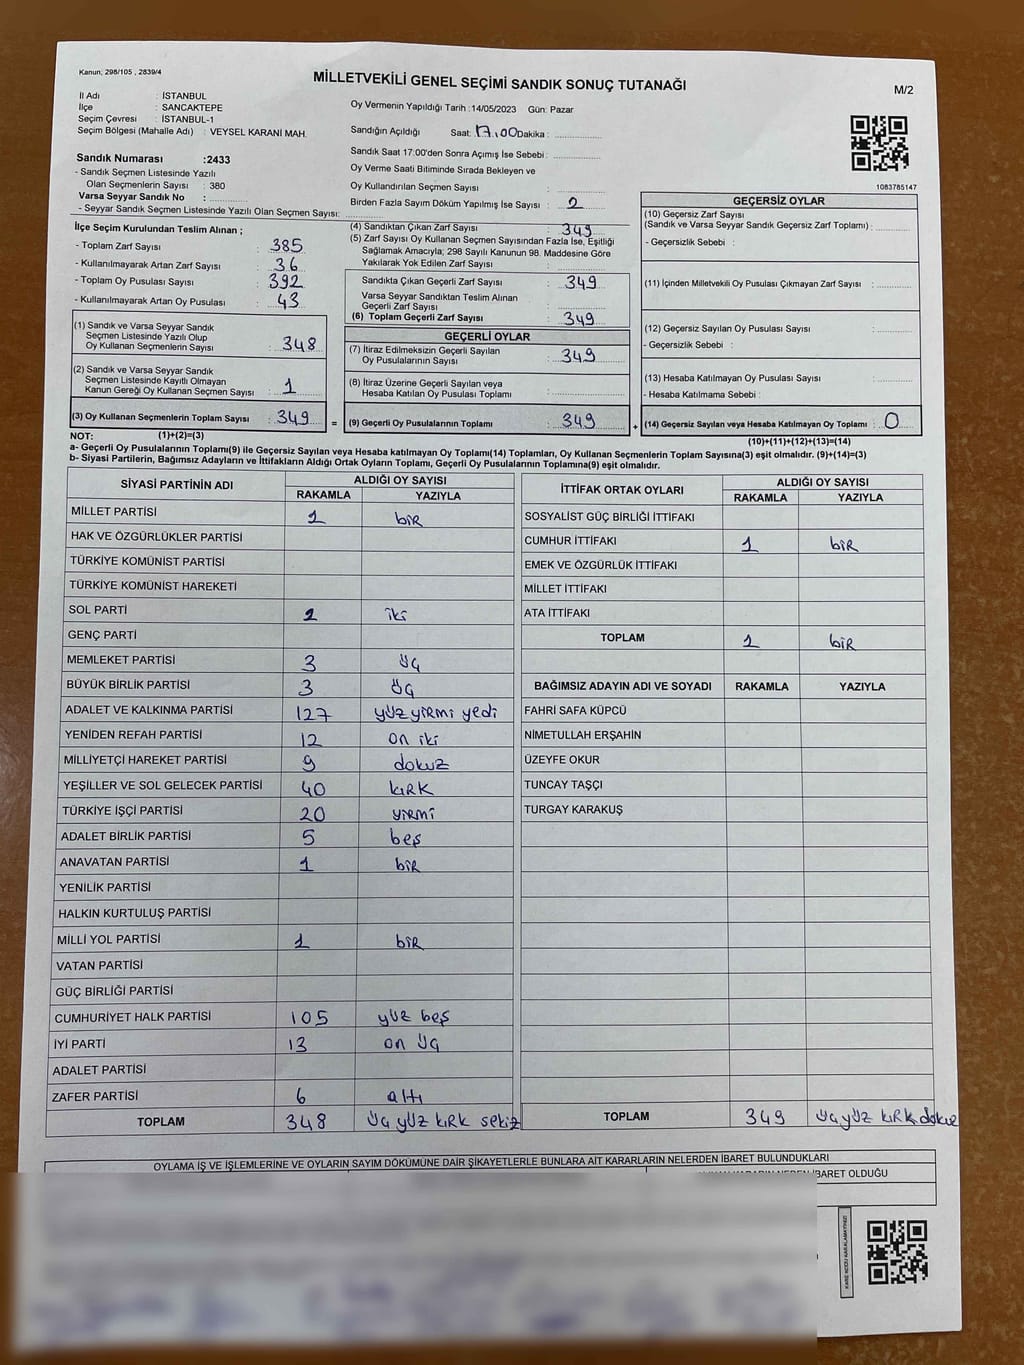 Kanun, 298/105 , 2839/4
MİLLETVEKİLİ GENEL SEÇİMİ SANDIK SONUÇ TUTANAĞI
M/2
İl Adı : İSTANBUL
İlçe : SANCAKTEPE
Seçim Çevresi : İSTANBUL-1
Seçim Bölgesi (Mahalle Adı) : VEYSEL KARANİ MAH.
Sandık Numarası :2433
- Sandık Seçmen Listesinde Yazılı
Olan Seçmenlerin Sayısı : 380
Varsa Seyyar Sandık No :
- Seyyar Sandık Seçmen Listesinde Yazılı Olan Seçmen Sayısı:
Oy Vermenin Yapıldığı Tarih :14/05/2023 Gün: Pazar
Sandığın Açıldığı Saat: 17.00 Dakika :
Sandık Saat 17:00'den Sonra Açımış İse Sebebi :
Oy Verme Saati Bitiminde Sırada Bekleyen ve
Oy Kullandırılan Seçmen Sayısı :
Birden Fazla Sayım Döküm Yapılmış İse Sayısı : 2
1083785147
İlçe Seçim Kurulundan Teslim Alınan ;
- Toplam Zarf Sayısı : 385
- Kullanılmayarak Artan Zarf Sayısı : 36
- Toplam Oy Pusulası Sayısı : 392
- Kullanılmayarak Artan Oy Pusulası : 43
(1) Sandık ve Varsa Seyyar Sandık
Seçmen Listesinde Yazılı Olup
Oy Kullanan Seçmenlerin Sayısı : 348
(2) Sandık ve Varsa Seyyar Sandık
Seçmen Listesinde Kayıtlı Olmayan
Kanun Gereği Oy Kullanan Seçmen Sayısı : 1
(3) Oy Kullanan Seçmenlerin Toplam Sayısı : 349
(4) Sandıktan Çıkan Zarf Sayısı : 349
(5) Zarf Sayısı Oy Kullanan Seçmen Sayısından Fazla İse, Eşitliği
Sağlamak Amacıyla; 298 Sayılı Kanunun 98. Maddesine Göre
Yakılarak Yok Edilen Zarf Sayısı :
Sandıkta Çıkan Geçerli Zarf Sayısı : 349
Varsa Seyyar Sandıktan Teslim Alınan
Geçerli Zarf Sayısı :
(6) Toplam Geçerli Zarf Sayısı : 349
GEÇERLİ OYLAR
(7) İtiraz Edilmeksizin Geçerli Sayılan
Oy Pusulalarının Sayısı : 349
(8) İtiraz Üzerine Geçerli Sayılan veya
Hesaba Katılan Oy Pusulası Toplamı :
= (9) Geçerli Oy Pusulalarının Toplamı : 349
GEÇERSİZ OYLAR
(10) Geçersiz Zarf Sayısı
(Sandık ve Varsa Seyyar Sandık Geçersiz Zarf Toplamı) :
- Geçersizlik Sebebi :
(11) İçinden Milletvekili Oy Pusulası Çıkmayan Zarf Sayısı :
(12) Geçersiz Sayılan Oy Pusulası Sayısı :
- Geçersizlik Sebebi :
(13) Hesaba Katılmayan Oy Pusulası Sayısı :
- Hesaba Katılmama Sebebi :
+ (14) Geçersiz Sayılan veya Hesaba Katılmayan Oy Toplamı : 0
NOT: (1)+(2)=(3) (10)+(11)+(12)+(13)=(14)
a- Geçerli Oy Pusulalarının Toplamı(9) ile Geçersiz Sayılan veya Hesaba katılmayan Oy Toplamı(14) Toplamları, Oy Kullanan Seçmenlerin Toplam Sayısına(3) eşit olmalıdır. (9)+(14)=(3)
b- Siyasi Partilerin, Bağımsız Adayların ve İttifakların Aldığı Ortak Oyların Toplamı, Geçerli Oy Pusulalarının Toplamına(9) eşit olmalıdır.
SİYASİ PARTİNİN ADI ALDIĞI OY SAYISI
RAKAMLA YAZIYLA
MİLLET PARTİSİ 1 bir
HAK VE ÖZGÜRLÜKLER PARTİSİ
TÜRKİYE KOMÜNİST PARTİSİ
TÜRKİYE KOMÜNİST HAREKETİ
SOL PARTİ 2 iki
GENÇ PARTİ
MEMLEKET PARTİSİ 3 üç
BÜYÜK BİRLİK PARTİSİ 3 üç
ADALET VE KALKINMA PARTİSİ 127 yüz yirmi yedi
YENİDEN REFAH PARTİSİ 12 on iki
MİLLİYETÇİ HAREKET PARTİSİ 9 dokuz
YEŞİLLER VE SOL GELECEK PARTİSİ 40 kırk
TÜRKİYE İŞÇİ PARTİSİ 20 yirmi
ADALET BİRLİK PARTİSİ 5 beş
ANAVATAN PARTİSİ 1 bir
YENİLİK PARTİSİ
HALKIN KURTULUŞ PARTİSİ
MİLLİ YOL PARTİSİ 1 bir
VATAN PARTİSİ
GÜÇ BİRLİĞİ PARTİSİ
CUMHURİYET HALK PARTİSİ 105 yüz beş
İYİ PARTİ 13 on üç
ADALET PARTİSİ
ZAFER PARTİSİ 6 altı
TOPLAM 348 üç yüz kırk sekiz
İTTİFAK ORTAK OYLARI ALDIĞI OY SAYISI
RAKAMLA YAZIYLA
SOSYALİST GÜÇ BİRLİĞİ İTTİFAKI
CUMHUR İTTİFAKI 1 bir
EMEK VE ÖZGÜRLÜK İTTİFAKI
MİLLET İTTİFAKI
ATA İTTİFAKI
TOPLAM 1 bir
BAĞIMSIZ ADAYIN ADI VE SOYADI RAKAMLA YAZIYLA
FAHRİ SAFA KÜPCÜ
NİMETULLAH ERŞAHİN
ÜZEYFE OKUR
TUNCAY TAŞÇI
TURGAY KARAKUŞ
TOPLAM 349 üç yüz kırk dokuz
OYLAMA İŞ VE İŞLEMLERİNE VE OYLARIN SAYIM DÖKÜMÜNE DAİR ŞİKAYETLERLE BUNLARA AİT KARARLARIN NELERDEN İBARET BULUNDUKLARI
İBARET OLDUĞU
KARE KODU KARALAMAYINIZ!